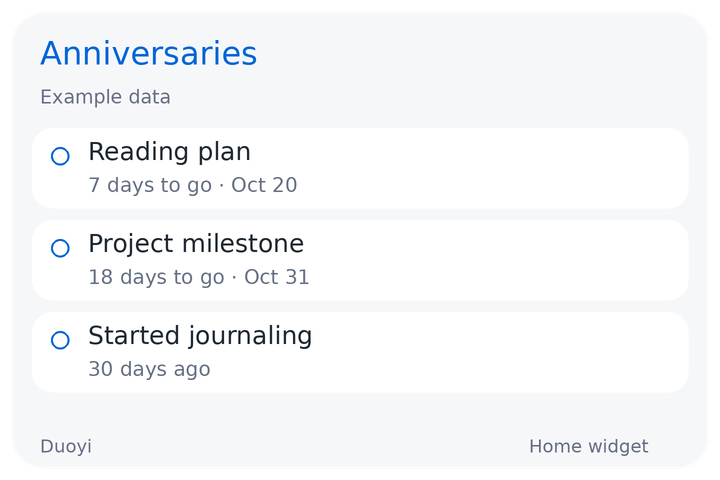 Anniversaries
Example data
Reading plan
7 days to go · Oct 20
Project milestone
18 days to go · Oct 31
Started journaling
30 days ago
Duoyi
Home widget